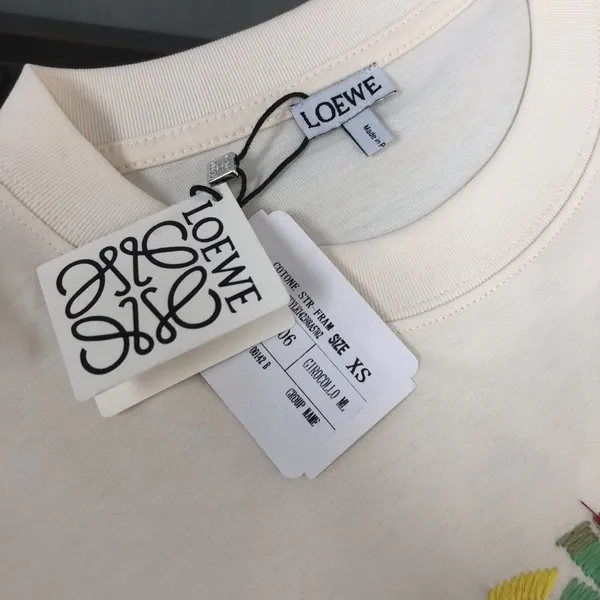 LOEWE
Made in P
LOEWE
COTONE STR-FRAM
SIZE XS
06
GIROCOLLO ML
GROUP NAME